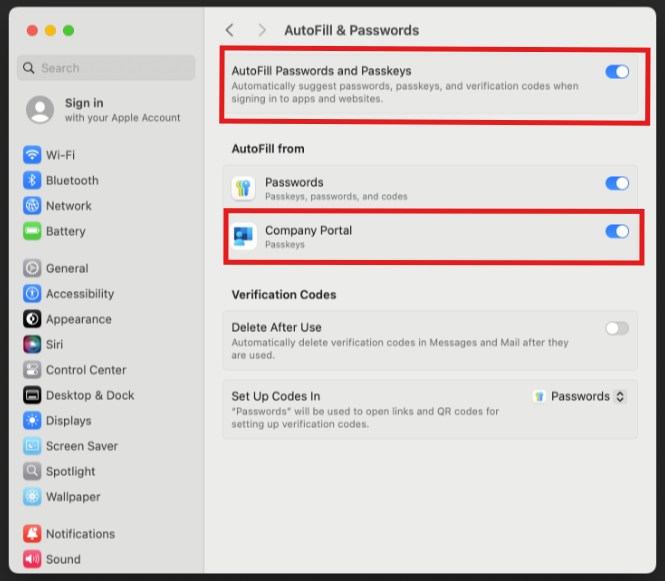 AutoFill & Passwords
Search
Sign in
with your Apple Account
Wi-Fi
Bluetooth
Network
Battery
General
Accessibility
Appearance
Siri
Control Center
Desktop & Dock
Displays
Screen Saver
Spotlight
Wallpaper
Notifications
Sound
AutoFill Passwords and Passkeys
Automatically suggest passwords, passkeys, and verification codes when
signing in to apps and websites.
AutoFill from
Passwords
Passkeys, passwords, and codes
Company Portal
Passkeys
Verification Codes
Delete After Use
Automatically delete verification codes in Messages and Mail after they
are used.
Set Up Codes In
Passwords
“Passwords” will be used to open links and QR codes for
setting up verification codes.